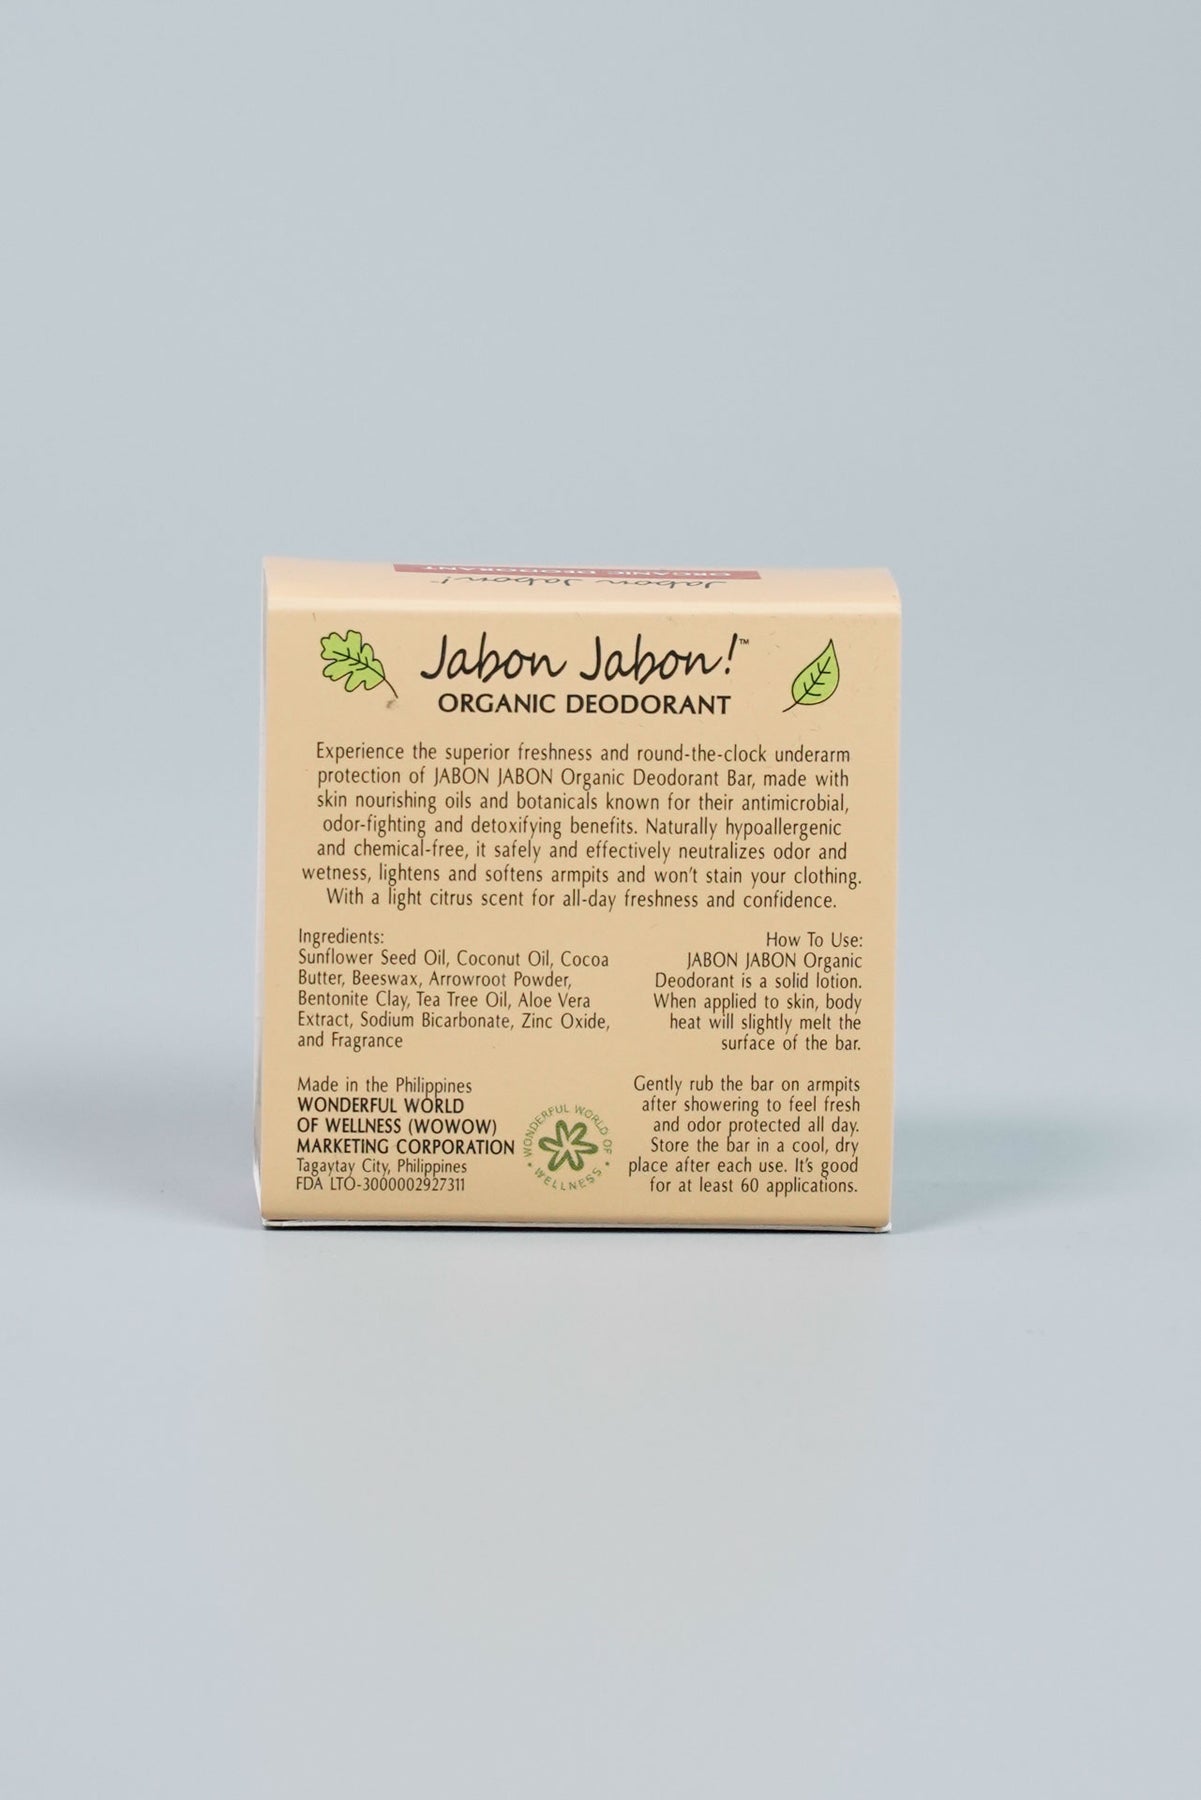 ORGANIC DEODORANT
Jabon Jabon!™
Jabon Jabon!™
ORGANIC DEODORANT
Experience the superior freshness and round-the-clock underarm
protection of JABON JABON Organic Deodorant Bar, made with
skin nourishing oils and botanicals known for their antimicrobial,
odor-fighting and detoxifying benefits. Naturally hypoallergenic
and chemical-free, it safely and effectively neutralizes odor and
wetness, lightens and softens armpits and won't stain your clothing.
With a light citrus scent for all-day freshness and confidence.
Ingredients:
Sunflower Seed Oil, Coconut Oil, Cocoa
Butter, Beeswax, Arrowroot Powder,
Bentonite Clay, Tea Tree Oil, Aloe Vera
Extract, Sodium Bicarbonate, Zinc Oxide,
and Fragrance
Made in the Philippines
WONDERFUL WORLD
OF WELLNESS (WOWOW)
MARKETING CORPORATION
Tagaytay City, Philippines
FDA LTO-3000002927311
WONDERFUL WORLD OF
• WELLNESS •
How To Use:
JABON JABON Organic
Deodorant is a solid lotion.
When applied to skin, body
heat will slightly melt the
surface of the bar.
Gently rub the bar on armpits
after showering to feel fresh
and odor protected all day.
Store the bar in a cool, dry
place after each use. It's good
for at least 60 applications.